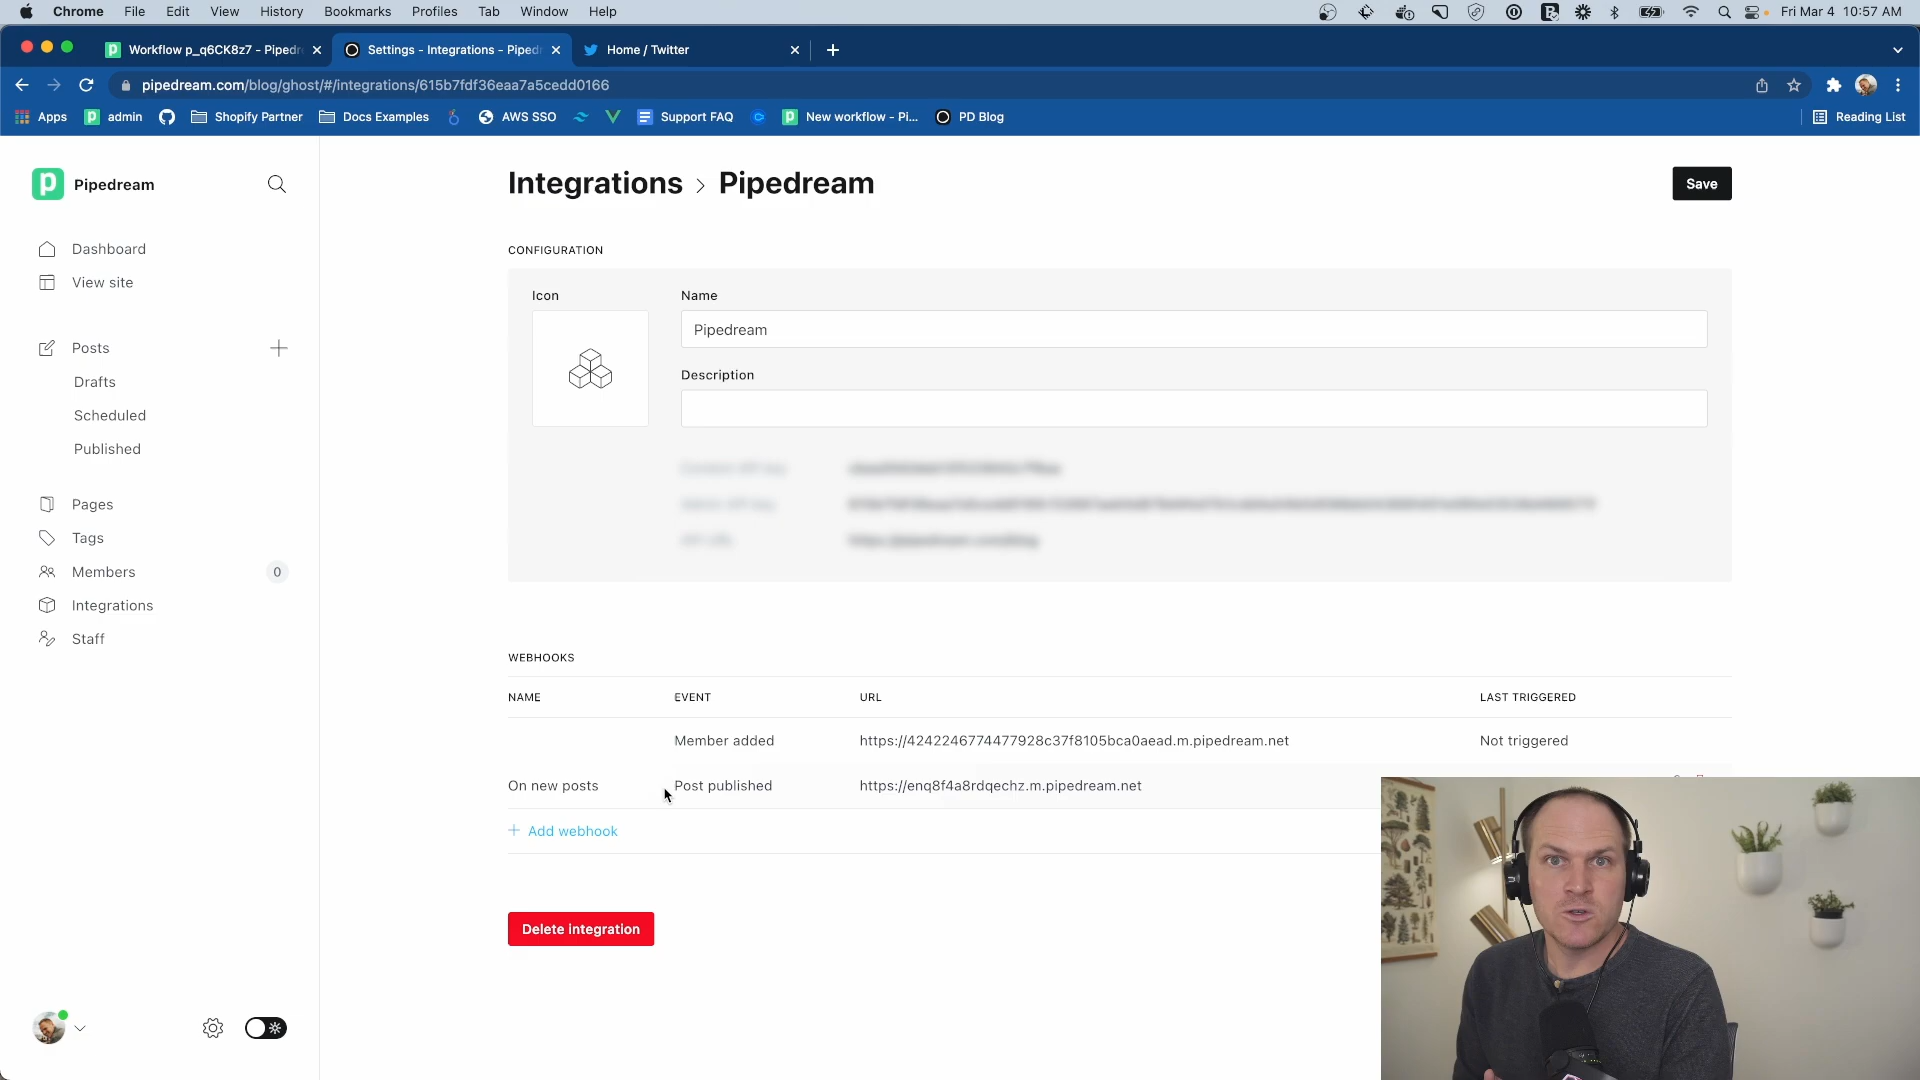 Chrome File Edit View History Bookmarks Profiles Tab Window Help Fri Mar 4 10:57 AM
Workflow p_q6CK8z7 - Pipedr Settings - Integrations - Piped Home / Twitter
pipedream.com/blog/ghost/#/integrations/615b7fdf36eaa7a5cedd0166
Apps admin Shopify Partner Docs Examples AWS SSO Support FAQ New workflow - Pi... PD Blog Reading List
Pipedream
Dashboard
View site
Posts
Drafts
Scheduled
Published
Pages
Tags
Members 0
Integrations
Staff
Integrations > Pipedream
Save
CONFIGURATION
Icon
Name
Pipedream
Description
WEBHOOKS
NAME EVENT URL LAST TRIGGERED
Member added https://4242246774477928c37f8105bca0aead.m.pipedream.net Not triggered
On new posts Post published https://enq8f4a8rdqechz.m.pipedream.net
+ Add webhook
Delete integration